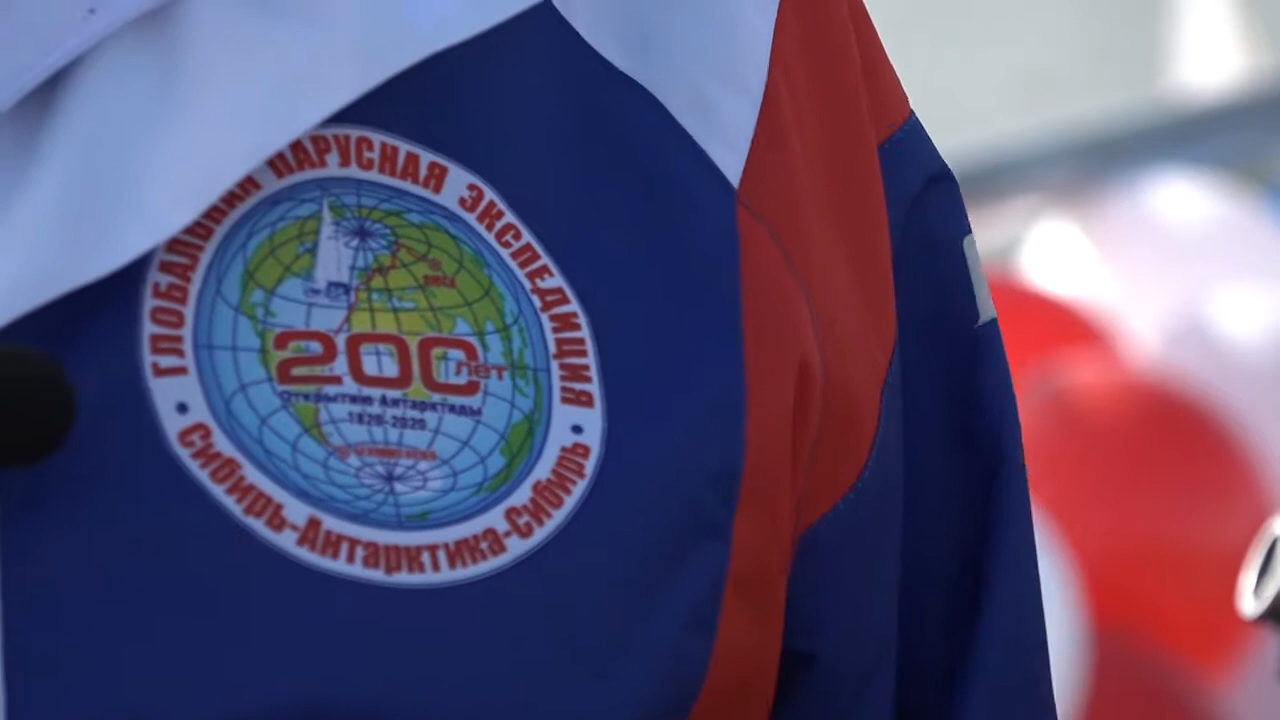 ГЛОБАЛЬНАЯ ПАРУСНАЯ ЭКСПЕДИЦИЯ
200 лет
Открытию Антарктиды
1820-2020
Сибирь-Антарктика-Сибирь